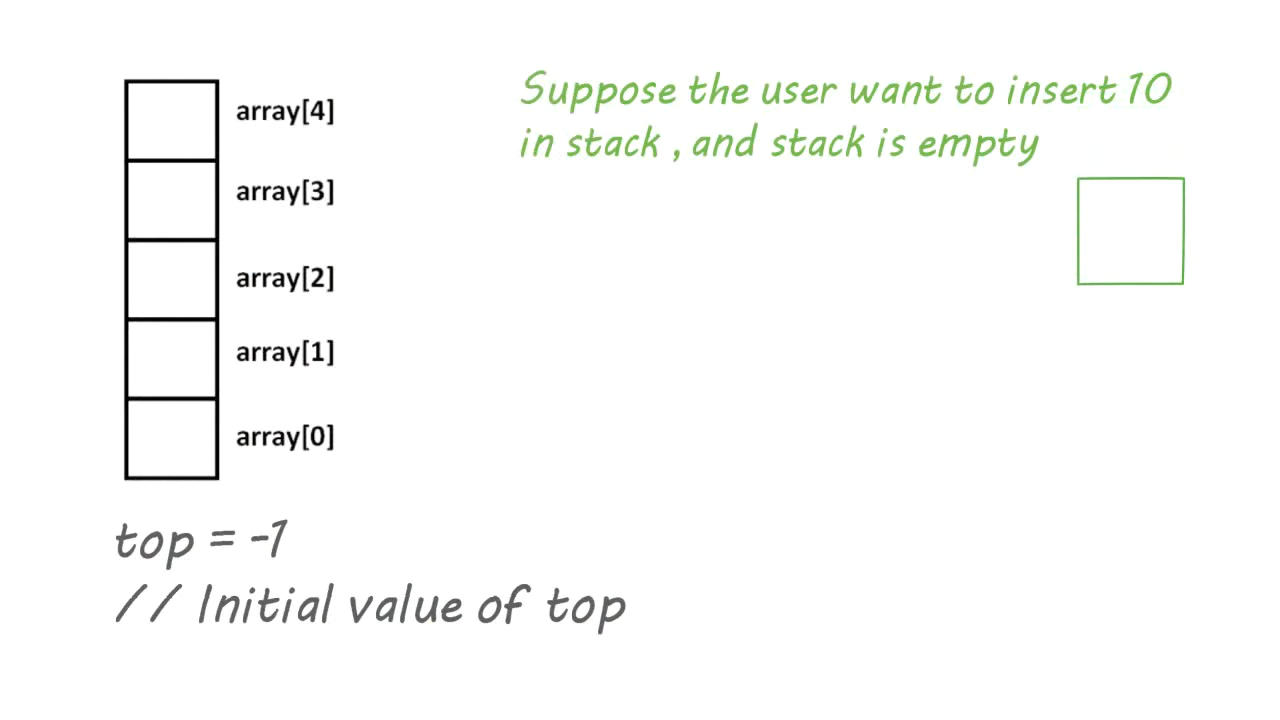 array[4]
array[3]
array[2]
array[1]
array[0]
top = -1
// Initial value of top
Suppose the user want to insert 10
in stack , and stack is empty